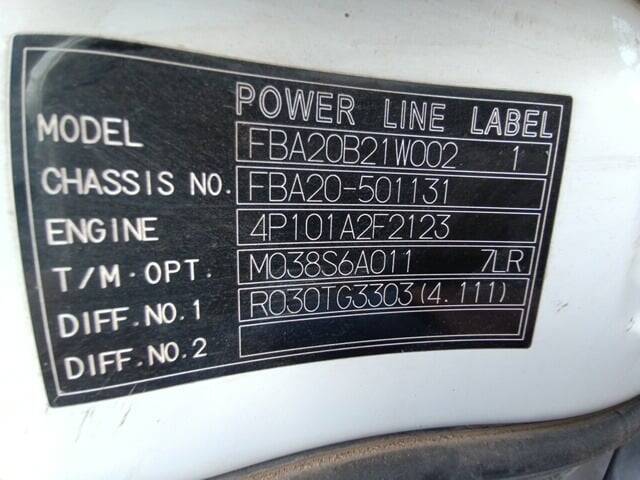 POWER LINE LABEL
MODEL FBA20B21W002 1
CHASSIS NO. FBA20-501131
ENGINE 4P101A2F2123
T/M·OPT. M038S6A011 7LR
DIFF.NO.1 R030TG3303(4.111)
DIFF.NO.2